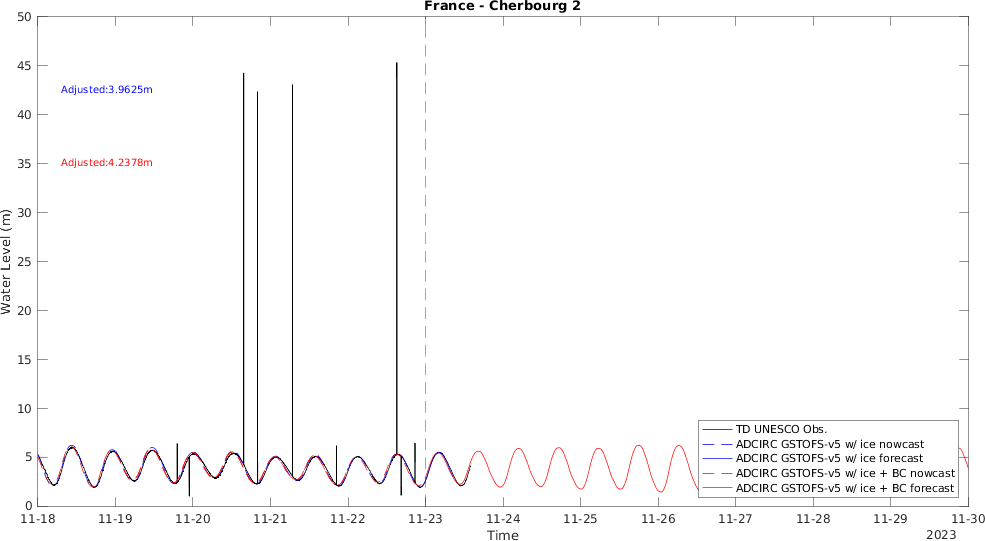 France - Cherbourg 2
50
45
40
35
30
25
20
15
10
5
0
Water Level (m)
Adjusted:3.9625m
Adjusted:4.2378m
TD UNESCO Obs.
ADCIRC GSTOFS-v5 w/ ice nowcast
ADCIRC GSTOFS-v5 w/ ice forecast
ADCIRC GSTOFS-v5 w/ ice + BC nowcast
ADCIRC GSTOFS-v5 w/ ice + BC forecast
11-18 11-19 11-20 11-21 11-22 11-23 11-24 11-25 11-26 11-27 11-28 11-29 11-30
Time
2023